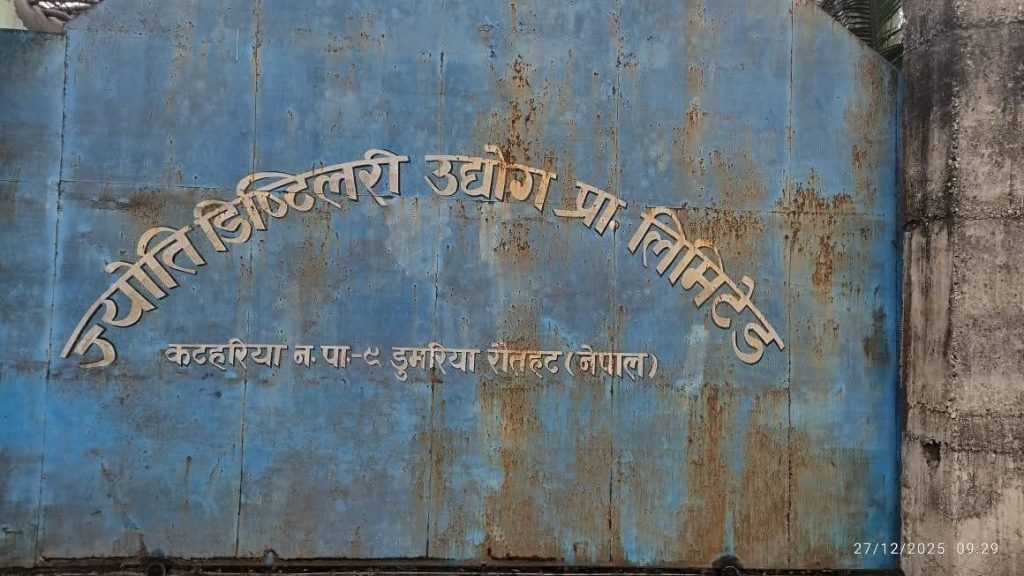 ज्योति डिष्टिलरी उद्योग प्रा. लिमिटेड
कटहरिया न. पा.-९ डुमरिया रौतहट (नेपाल)
27/12/2025 09:29